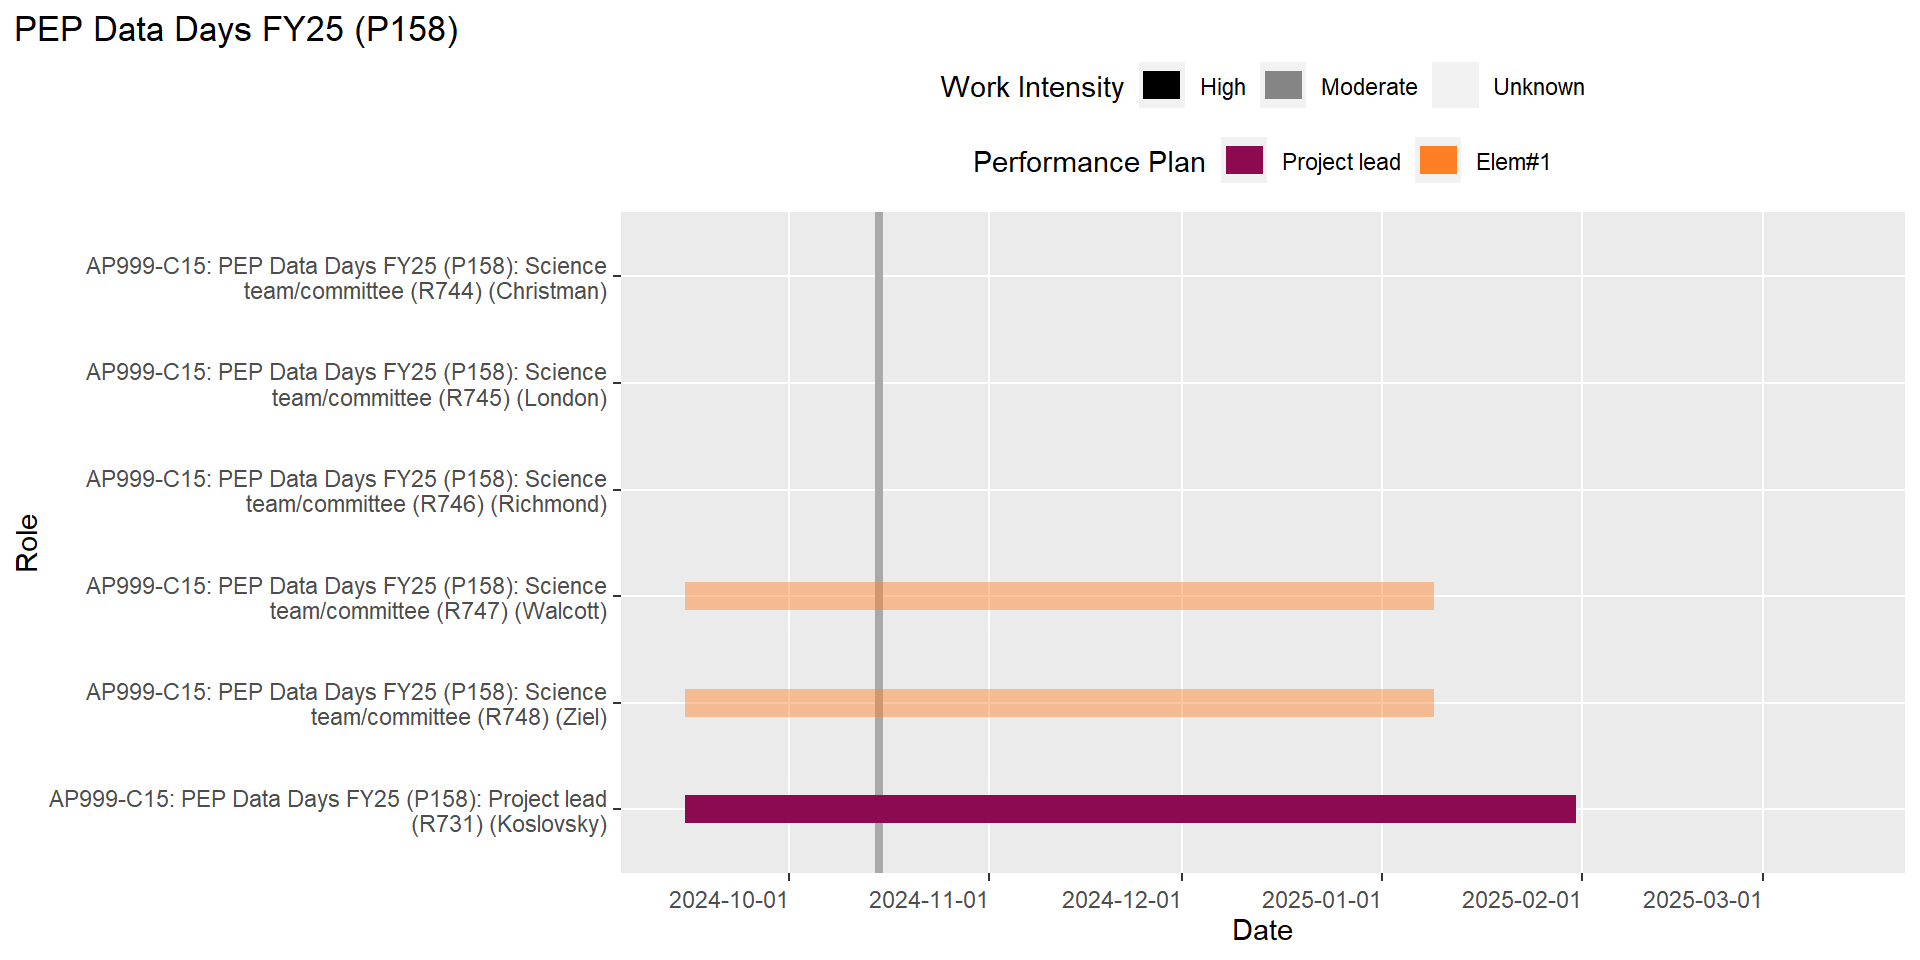 PEP Data Days FY25 (P158)
Work Intensity High Moderate Unknown
Performance Plan Project lead Elem#1
AP999-C15: PEP Data Days FY25 (P158): Science
team/committee (R744) (Christman)
AP999-C15: PEP Data Days FY25 (P158): Science
team/committee (R745) (London)
AP999-C15: PEP Data Days FY25 (P158): Science
team/committee (R746) (Richmond)
AP999-C15: PEP Data Days FY25 (P158): Science
team/committee (R747) (Walcott)
AP999-C15: PEP Data Days FY25 (P158): Science
team/committee (R748) (Ziel)
AP999-C15: PEP Data Days FY25 (P158): Project lead
(R731) (Koslovsky)
Role
2024-10-01 2024-11-01 2024-12-01 2025-01-01 2025-02-01 2025-03-01
Date